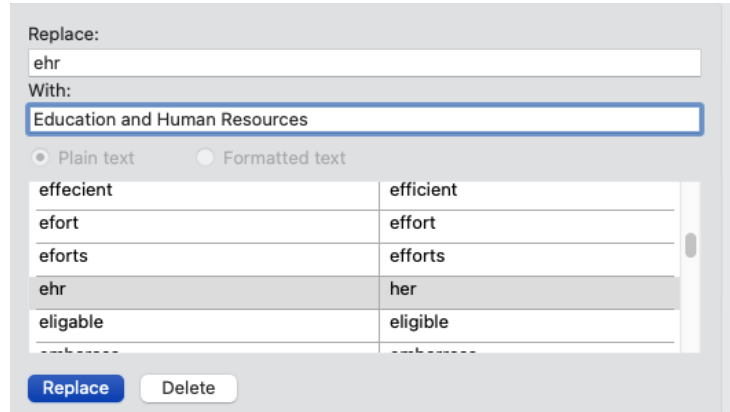 Replace:
ehr
With:
Education and Human Resources
Plain text Formatted text
effecient efficient
efort effort
eforts efforts
ehr her
eligable eligible
Replace Delete